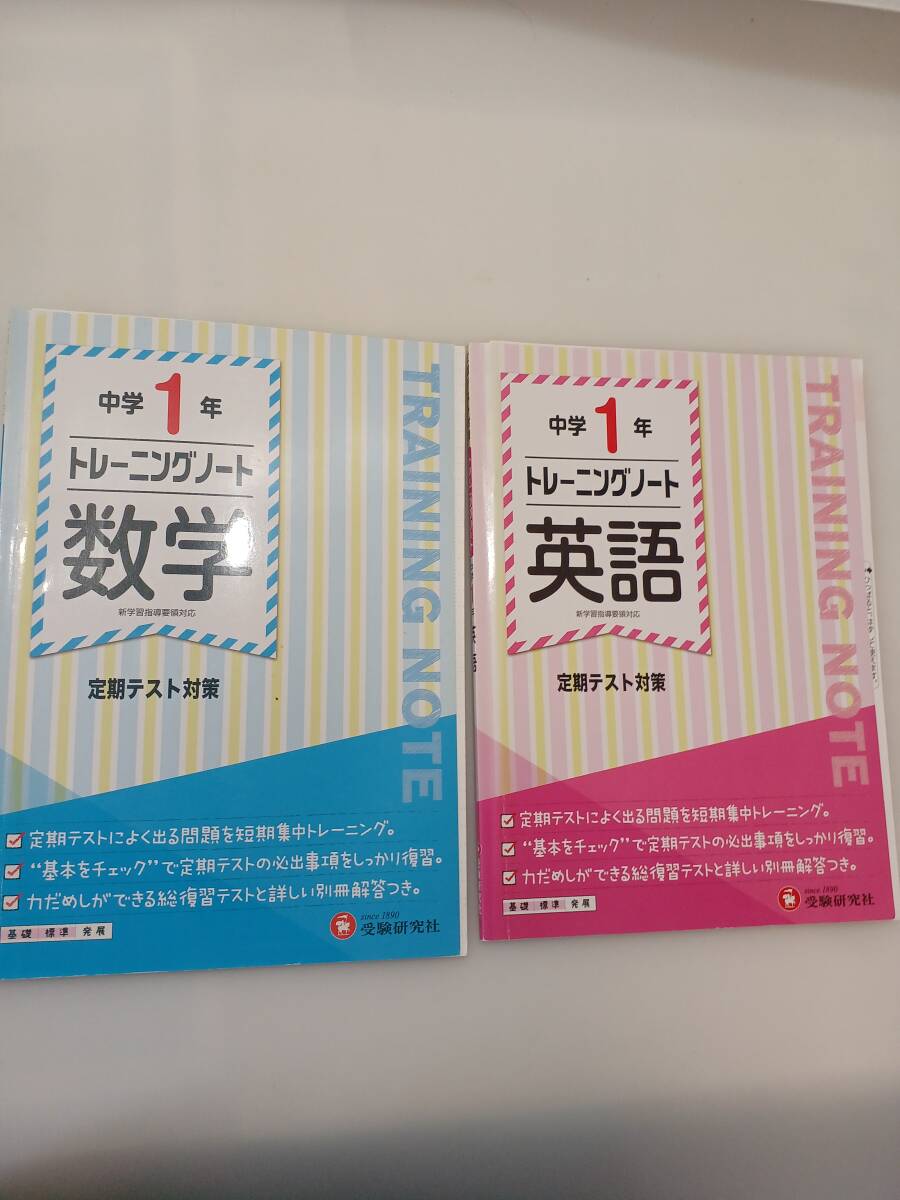 中学1年
トレーニングノート
数学
新学習指導要領対応
定期テスト対策
TRAINING NOTE
定期テストによく出る問題を短期集中トレーニング。
“基本をチェック”で定期テストの必出事項をしっかり復習。
力だめしができる総復習テストと詳しい別冊解答つき。
基礎 標準 発展
since 1890
受験研究社
中学1年
トレーニングノート
英語
新学習指導要領対応
定期テスト対策
TRAINING NOTE
定期テストによく出る問題を短期集中トレーニング。
“基本をチェック”で定期テストの必出事項をしっかり復習。
力だめしができる総復習テストと詳しい別冊解答つき。
基礎 標準 発展
since 1890
受験研究社